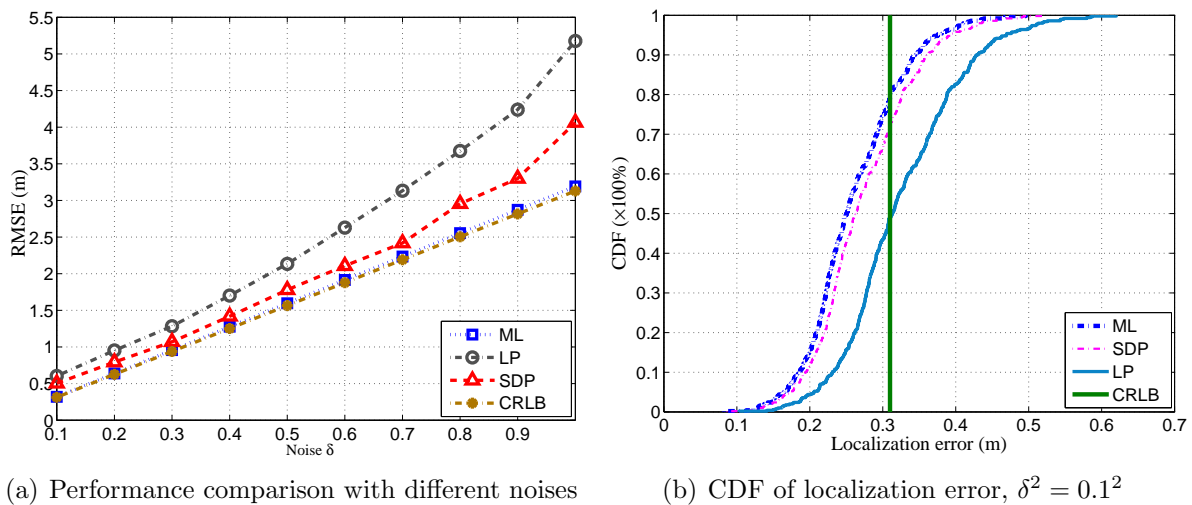 5.5
5
4.5
4
3.5
3
2.5
2
1.5
1
0.5
0
RMSE (m)
0.1 0.2 0.3 0.4 0.5 0.6 0.7 0.8 0.9
Noise δ
ML
LP
SDP
CRLB
(a) Performance comparison with different noises
1
0.9
0.8
0.7
0.6
0.5
0.4
0.3
0.2
0.1
0
CDF (×100%)
0 0.1 0.2 0.3 0.4 0.5 0.6 0.7
Localization error (m)
ML
SDP
LP
CRLB
(b) CDF of localization error, δ² = 0.1²